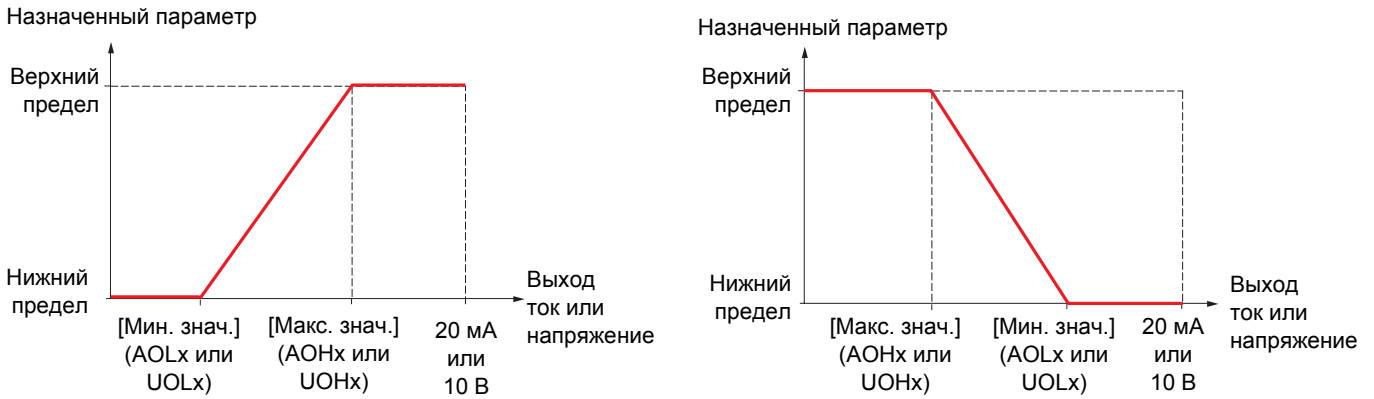 Назначенный параметр
Верхний
предел
Нижний
предел
[Мин. знач.]
(AOLx или
UOLx)
[Макс. знач.]
(AOHx или
UOHx)
20 мА
или
10 В
Выход
ток или
напряжение
Назначенный параметр
Верхний
предел
Нижний
предел
[Макс. знач.]
(AOHx или
UOHx)
[Мин. знач.]
(AOLx или
UOLx)
20 мА
или
10 В
Выход
ток или
напряжение